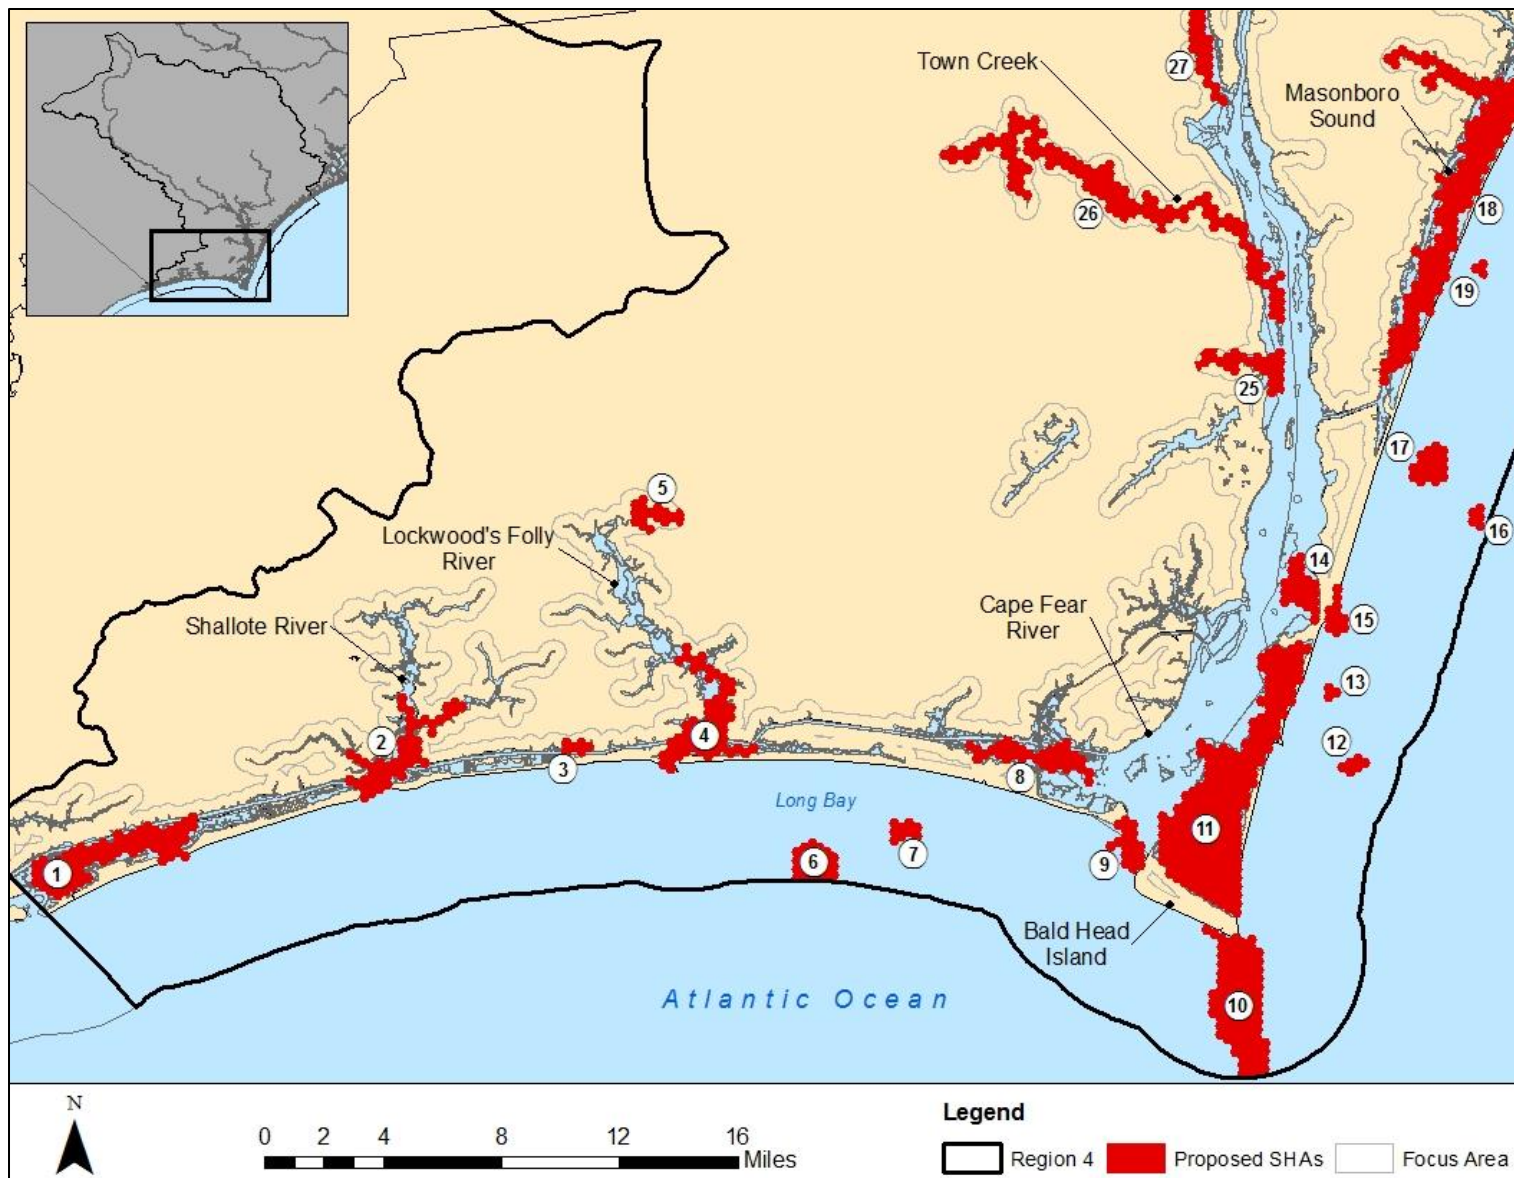 27
Town Creek
Masonboro
Sound
26
18
19
25
17
5
16
Lockwood's Folly
River
14
Cape Fear
River
15
Shallote River
13
2
4
12
3
8
Long Bay
11
7
6
9
1
Bald Head
Island
Atlantic Ocean
10
N
Legend
0 2 4 8 12 16
Miles
Region 4
Proposed SHAs
Focus Area